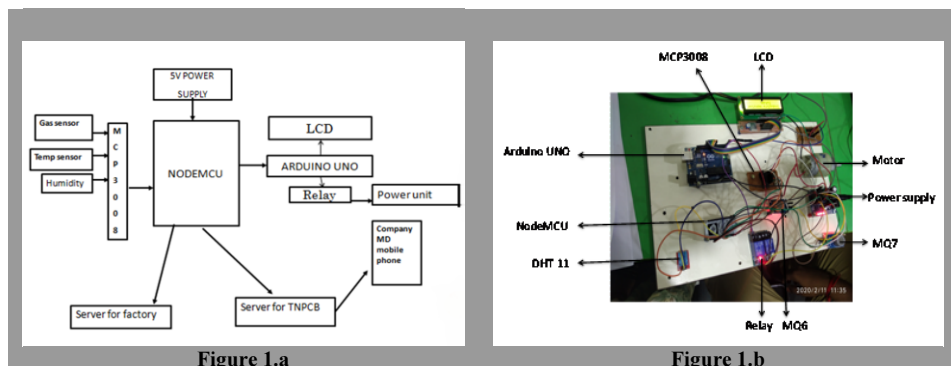 5V POWER
SUPPLY
Gas sensor
Temp sensor
Humidity
M
C
P
3
0
0
8
NODEMCU
LCD
ARDUINO UNO
Relay
Power unit
Company
MD
mobile
phone
Server for factory
Server for TNPCB
Figure 1.a
MCP3008
LCD
Arduino UNO
Motor
Power supply
NodeMCU
MQ7
DHT 11
2020/2/11 11:35
Relay
MQ6
Figure 1.b